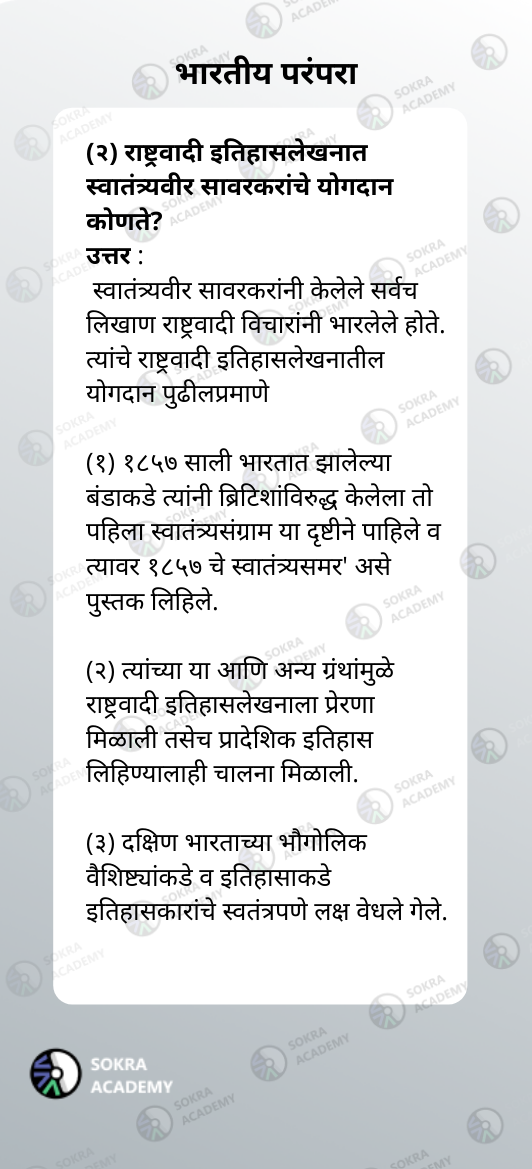 भारतीय परंपरा
(२) राष्ट्रवादी इतिहासलेखनात
स्वातंत्र्यवीर सावरकरांचे योगदान
कोणते?
उत्तर :
स्वातंत्र्यवीर सावरकरांनी केलेले सर्वच
लिखाण राष्ट्रवादी विचारांनी भारलेले होते.
त्यांचे राष्ट्रवादी इतिहासलेखनातील
योगदान पुढीलप्रमाणे
(१) १८५७ साली भारतात झालेल्या
बंडाकडे त्यांनी ब्रिटिशांविरुद्ध केलेला तो
पहिला स्वातंत्र्यसंग्राम या दृष्टीने पाहिले व
त्यावर १८५७ चे स्वातंत्र्यसमर' असे
पुस्तक लिहिले.
(२) त्यांच्या या आणि अन्य ग्रंथांमुळे
राष्ट्रवादी इतिहासलेखनाला प्रेरणा
मिळाली तसेच प्रादेशिक इतिहास
लिहिण्यालाही चालना मिळाली.
(३) दक्षिण भारताच्या भौगोलिक
वैशिष्ट्यांकडे व इतिहासाकडे
इतिहासकारांचे स्वतंत्रपणे लक्ष वेधले गेले.
SOKRA
ACADEMY